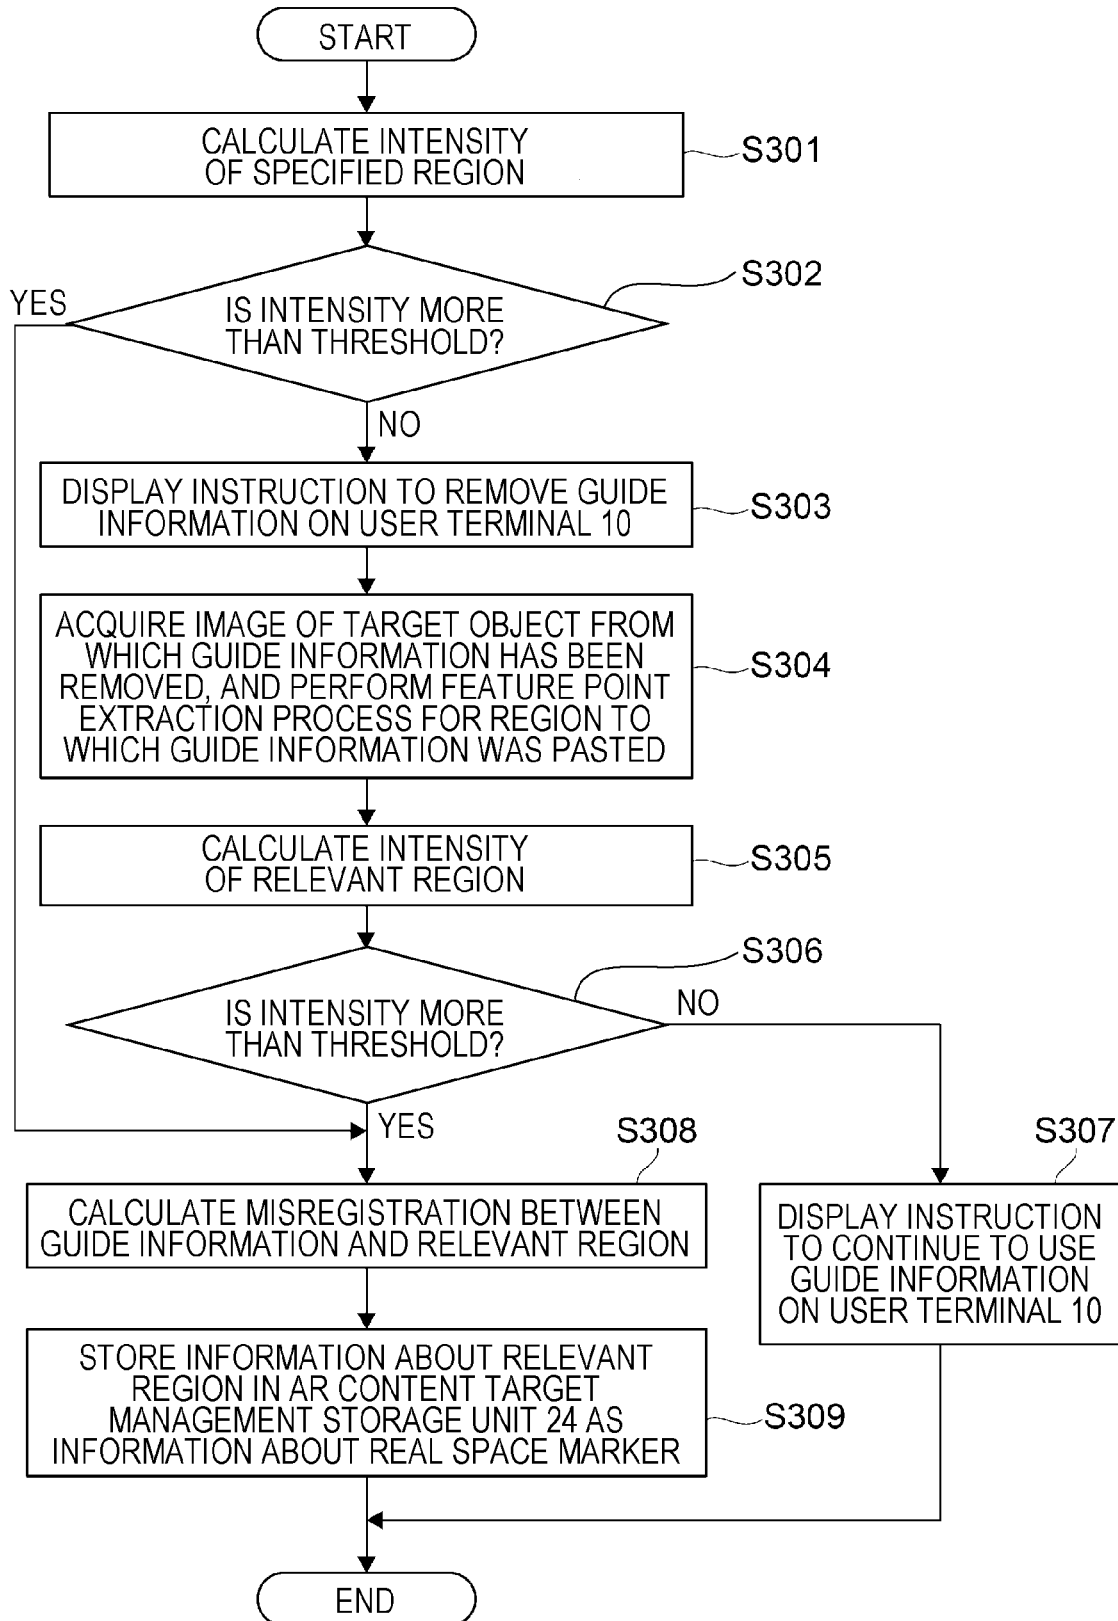 START
CALCULATE INTENSITY
OF SPECIFIED REGION
S301
S302
YES
IS INTENSITY MORE
THAN THRESHOLD?
NO
DISPLAY INSTRUCTION TO REMOVE GUIDE
INFORMATION ON USER TERMINAL 10
S303
ACQUIRE IMAGE OF TARGET OBJECT FROM
WHICH GUIDE INFORMATION HAS BEEN
REMOVED, AND PERFORM FEATURE POINT
EXTRACTION PROCESS FOR REGION TO
WHICH GUIDE INFORMATION WAS PASTED
S304
CALCULATE INTENSITY
OF RELEVANT REGION
S305
S306
IS INTENSITY MORE
THAN THRESHOLD?
NO
YES
S308
CALCULATE MISREGISTRATION BETWEEN
GUIDE INFORMATION AND RELEVANT REGION
S307
DISPLAY INSTRUCTION
TO CONTINUE TO USE
GUIDE INFORMATION
ON USER TERMINAL 10
STORE INFORMATION ABOUT RELEVANT
REGION IN AR CONTENT TARGET
MANAGEMENT STORAGE UNIT 24 AS
INFORMATION ABOUT REAL SPACE MARKER
S309
END